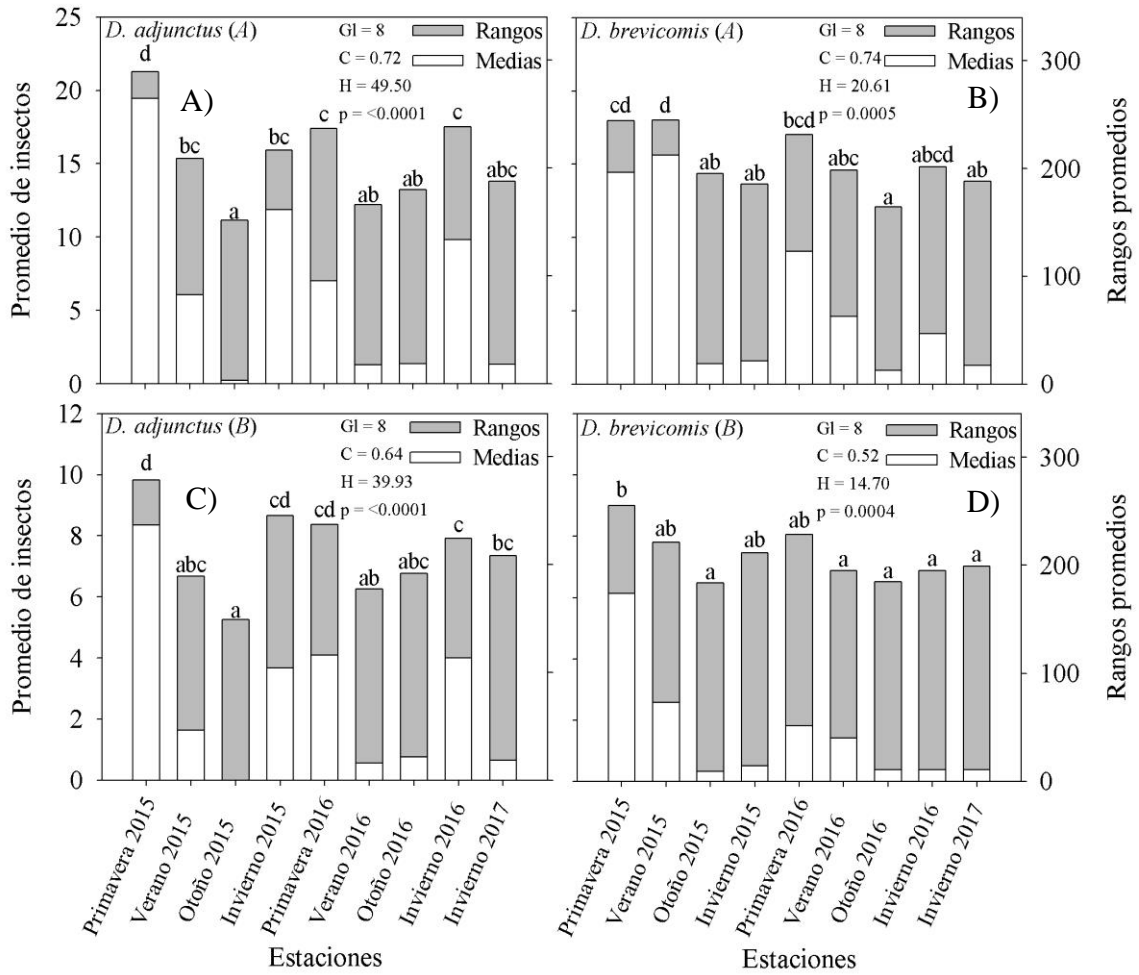 D. adjunctus (A)
Gl = 8
C = 0.72
H = 49.50
p = <0.0001
Rangos
Medias
A)
d
bc
a
bc
c
ab
ab
c
abc
25
20
15
10
5
0
Promedio de insectos
D. brevicomis (A)
Gl = 8
C = 0.74
H = 20.61
p = 0.0005
Rangos
Medias
B)
cd
d
ab
ab
bcd
abc
a
abcd
ab
300
200
100
0
Rangos promedios
D. adjunctus (B)
Gl = 8
C = 0.64
H = 39.93
p = <0.0001
Rangos
Medias
C)
d
abc
a
cd
cd
ab
abc
c
bc
12
10
8
6
4
2
0
Promedio de insectos
Primavera 2015
Verano 2015
Otoño 2015
Invierno 2015
Primavera 2016
Verano 2016
Otoño 2016
Invierno 2016
Invierno 2017
Estaciones
D. brevicomis (B)
Gl = 8
C = 0.52
H = 14.70
p = 0.0004
Rangos
Medias
D)
b
ab
a
ab
ab
a
a
a
a
300
200
100
0
Rangos promedios
Primavera 2015
Verano 2015
Otoño 2015
Invierno 2015
Primavera 2016
Verano 2016
Otoño 2016
Invierno 2016
Invierno 2017
Estaciones